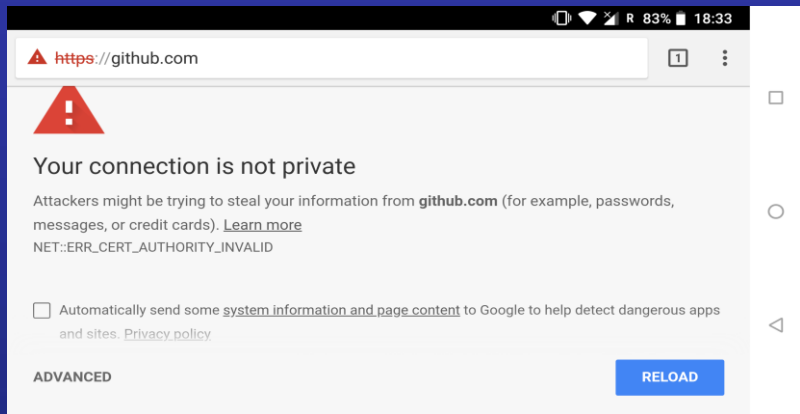 R 83% 18:33
https://github.com
1
Your connection is not private
Attackers might be trying to steal your information from github.com (for example, passwords,
messages, or credit cards). Learn more
NET::ERR_CERT_AUTHORITY_INVALID
Automatically send some system information and page content to Google to help detect dangerous apps
and sites. Privacy policy
ADVANCED
RELOAD